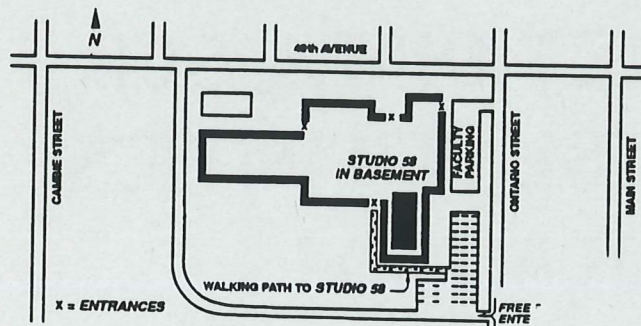 N
49th AVENUE
CAMBIE STREET
STUDIO 58
IN BASEMENT
FACULTY
PARKING
ONTARIO STREET
MAIN STREET
WALKING PATH TO STUDIO 58
X = ENTRANCES
X
X
X
X
FREE
ENTE